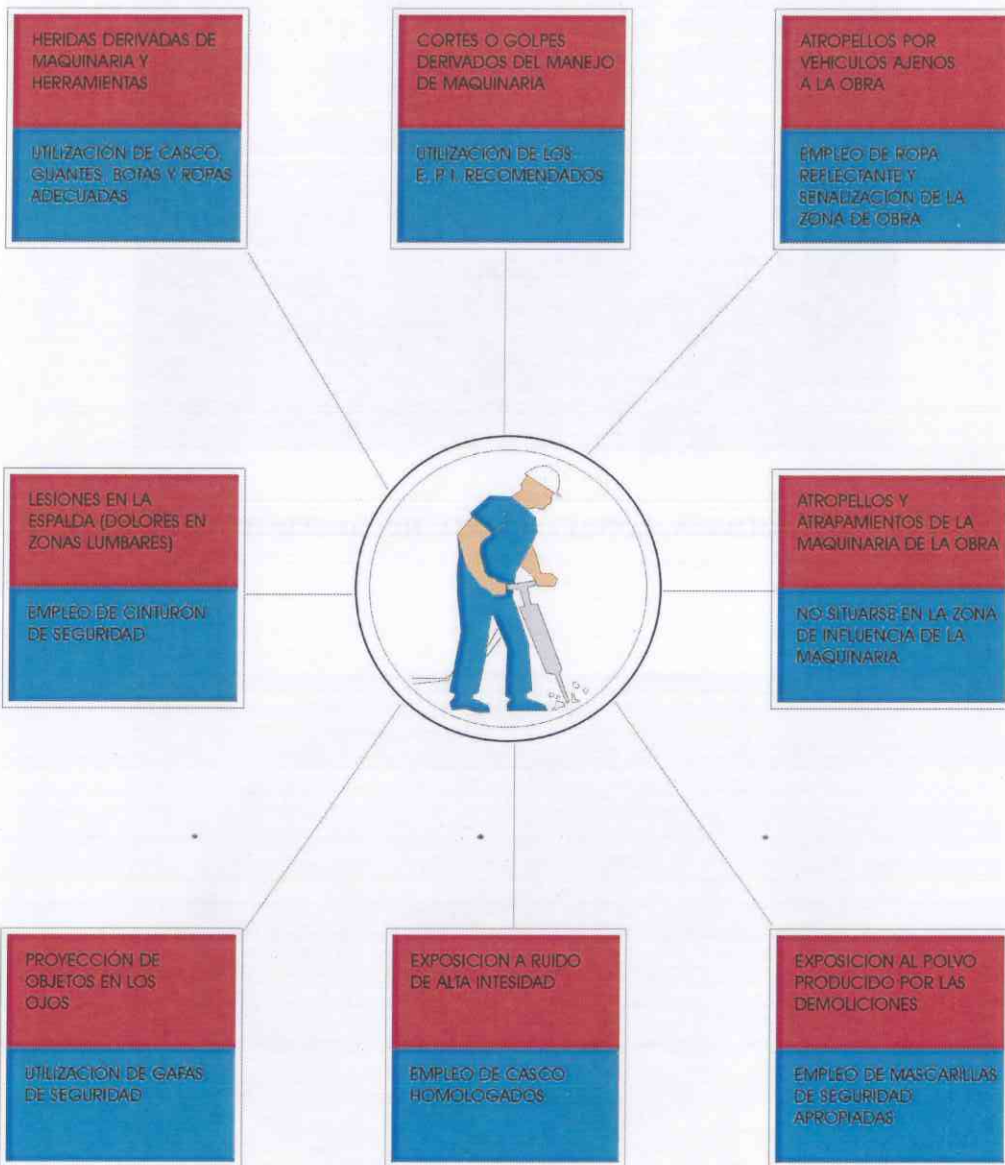 HERIDAS DERIVADAS DE
MAQUINARIA Y
HERRAMIENTAS
UTILIZACIÓN DE CASCO,
GUANTES, BOTAS Y ROPAS
ADECUADAS
CORTES O GOLPES
DERIVADOS DEL MANEJO
DE MAQUINARIA
UTILIZACIÓN DE LOS
E. P. I. RECOMENDADOS
ATROPELLOS POR
VEHICULOS AJENOS
A LA OBRA
EMPLEO DE ROPA
REFLECTANTE Y
SEÑALIZACIÓN DE LA
ZONA DE OBRA
LESIONES EN LA
ESPALDA (DOLORES EN
ZONAS LUMBARES)
EMPLEO DE CINTURÓN
DE SEGURIDAD
ATROPELLOS Y
ATRAPAMIENTOS DE LA
MAQUINARIA DE LA OBRA
NO SITUARSE EN LA ZONA
DE INFLUENCIA DE LA
MAQUINARIA
PROYECCIÓN DE
OBJETOS EN LOS
OJOS
UTILIZACIÓN DE GAFAS
DE SEGURIDAD
EXPOSICION A RUIDO
DE ALTA INTESIDAD
EMPLEO DE CASCO
HOMOLOGADOS
EXPOSICION AL POLVO
PRODUCIDO POR LAS
DEMOLICIONES
EMPLEO DE MASCARILLAS
DE SEGURIDAD
APROPIADAS